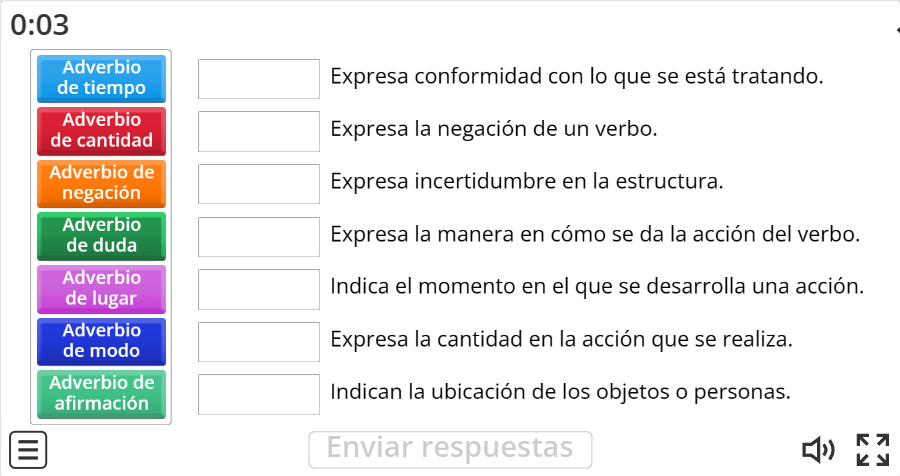 0:03
Adverbio
de tiempo
Adverbio
de cantidad
Adverbio de
negación
Adverbio
de duda
Adverbio
de lugar
Adverbio
de modo
Adverbio de
afirmación
Expresa conformidad con lo que se está tratando.
Expresa la negación de un verbo.
Expresa incertidumbre en la estructura.
Expresa la manera en cómo se da la acción del verbo.
Indica el momento en el que se desarrolla una acción.
Expresa la cantidad en la acción que se realiza.
Indican la ubicación de los objetos o personas.
Enviar respuestas